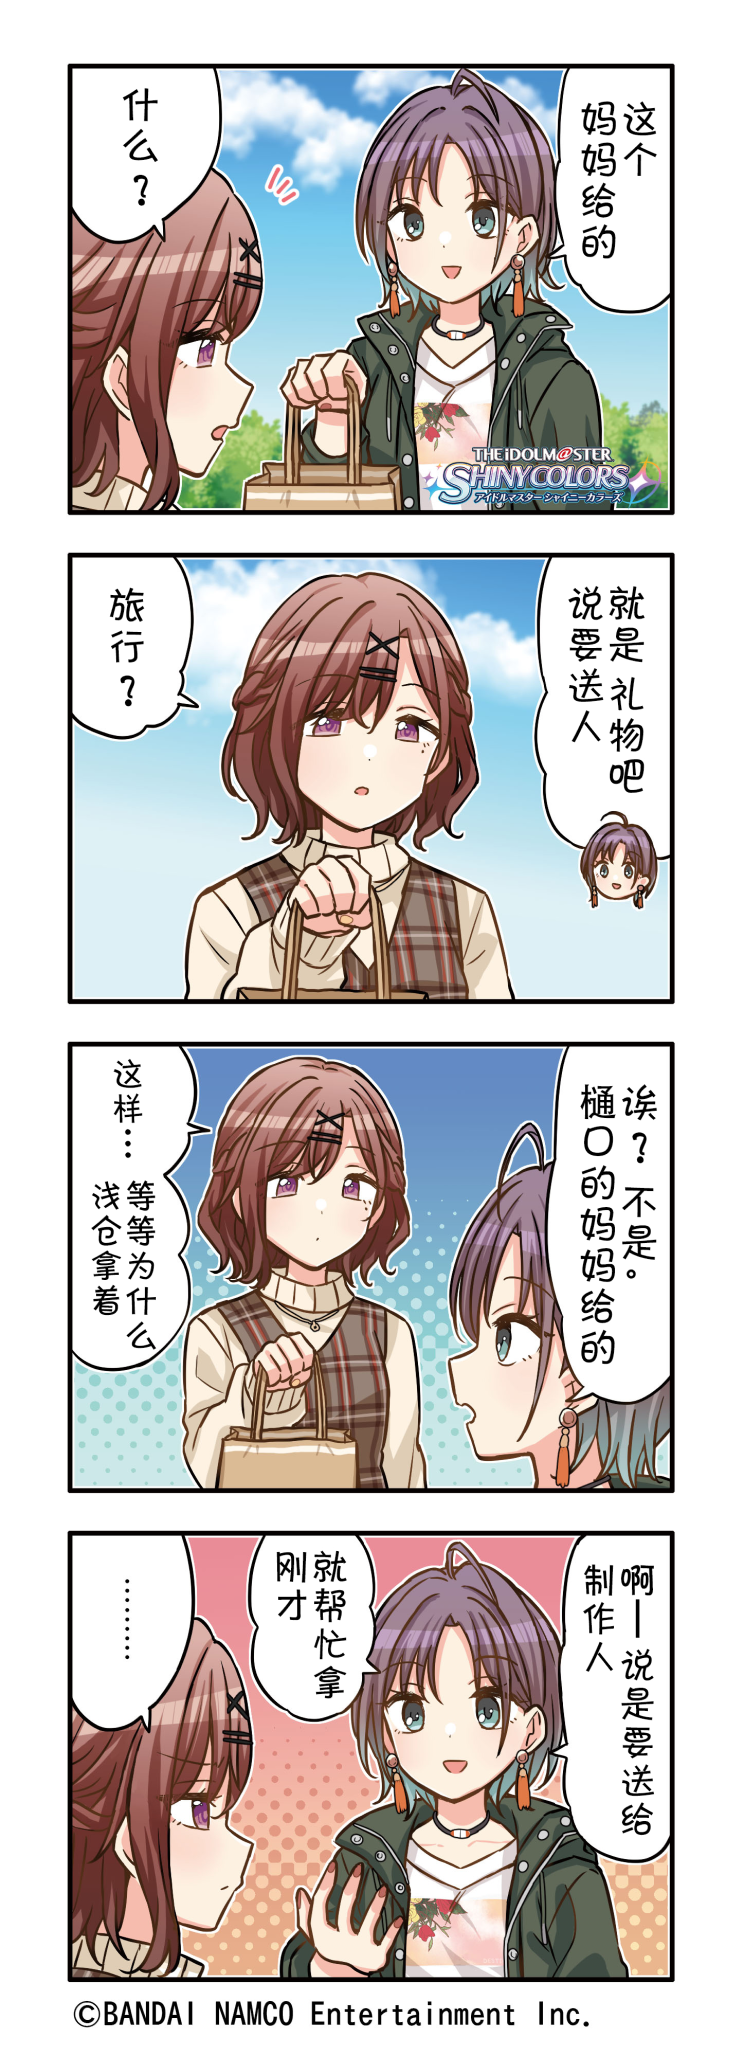 这个
妈妈给的
什么？
THE iDOLM@STER
SHINY COLORS
アイドルマスター シャイニーカラーズ
就是 礼物吧
说要送人
旅行？
诶？不是。
樋口的妈妈给的
这样…
等等为什么
浅仓拿着
啊—说是要送给
制作人
就帮忙拿
刚才
………
©BANDAI NAMCO Entertainment Inc.